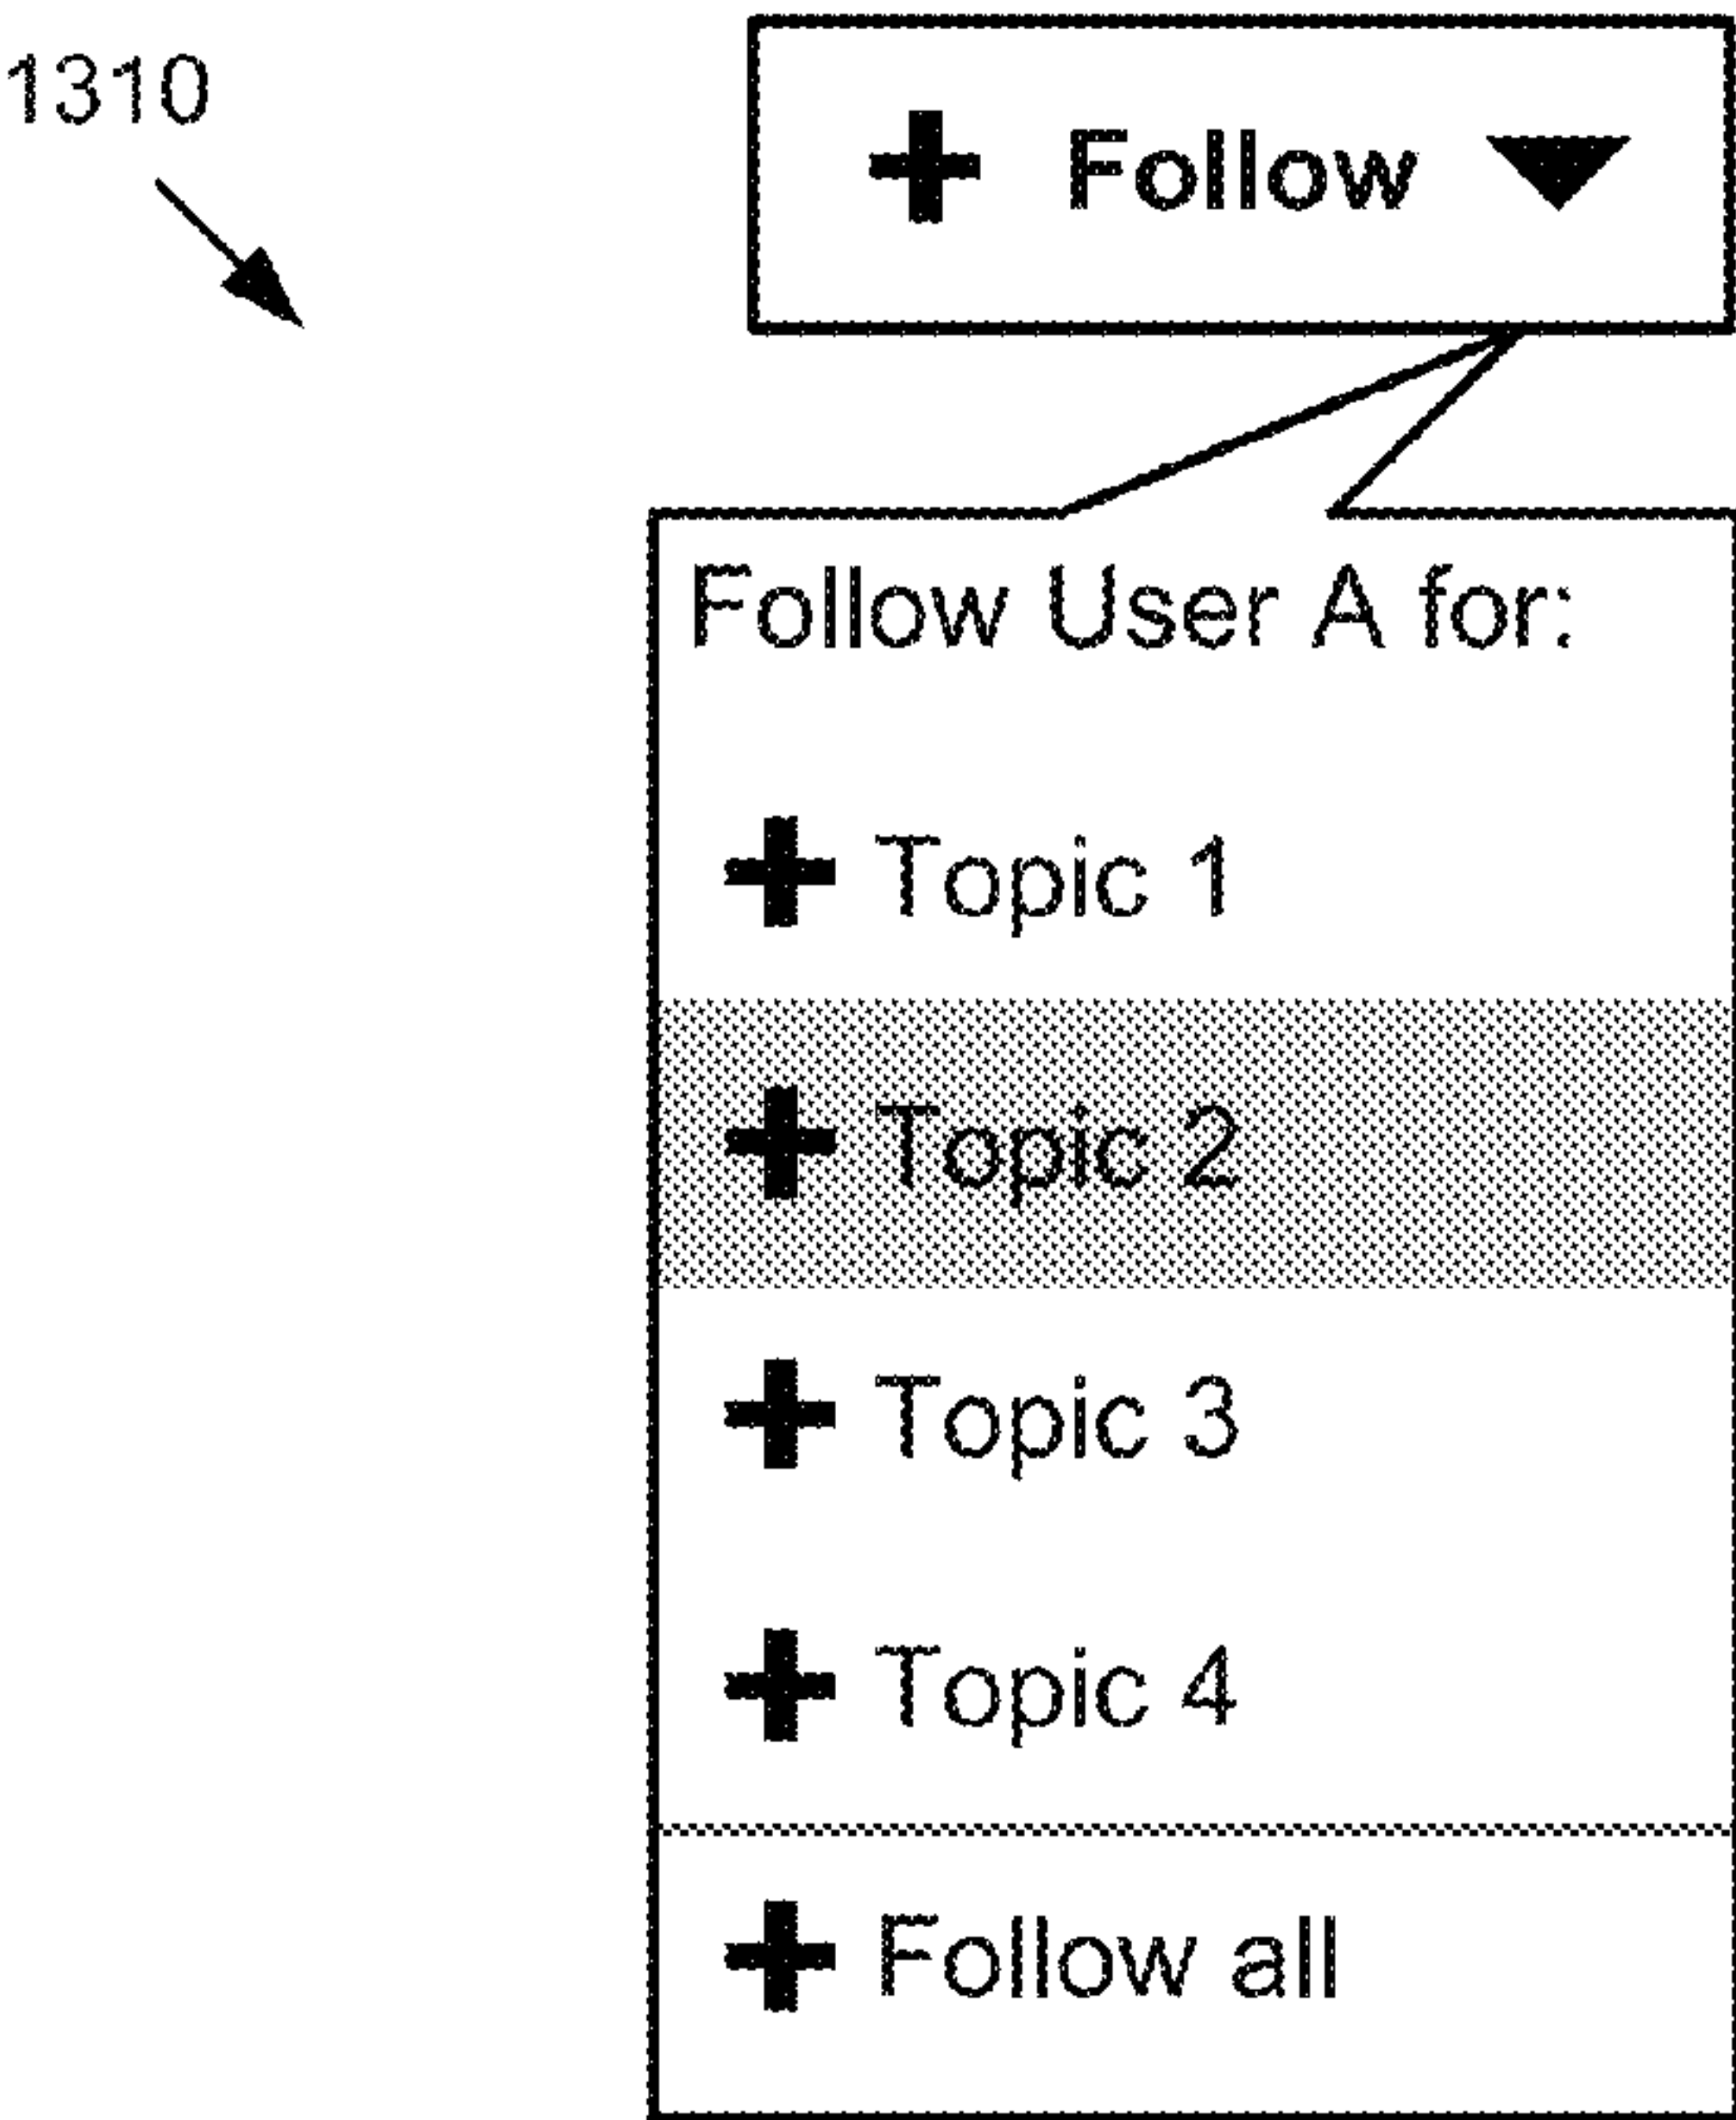 1310
+ Follow ▼
Follow User A for:
+ Topic 1
+ Topic 2
+ Topic 3
+ Topic 4
+ Follow all